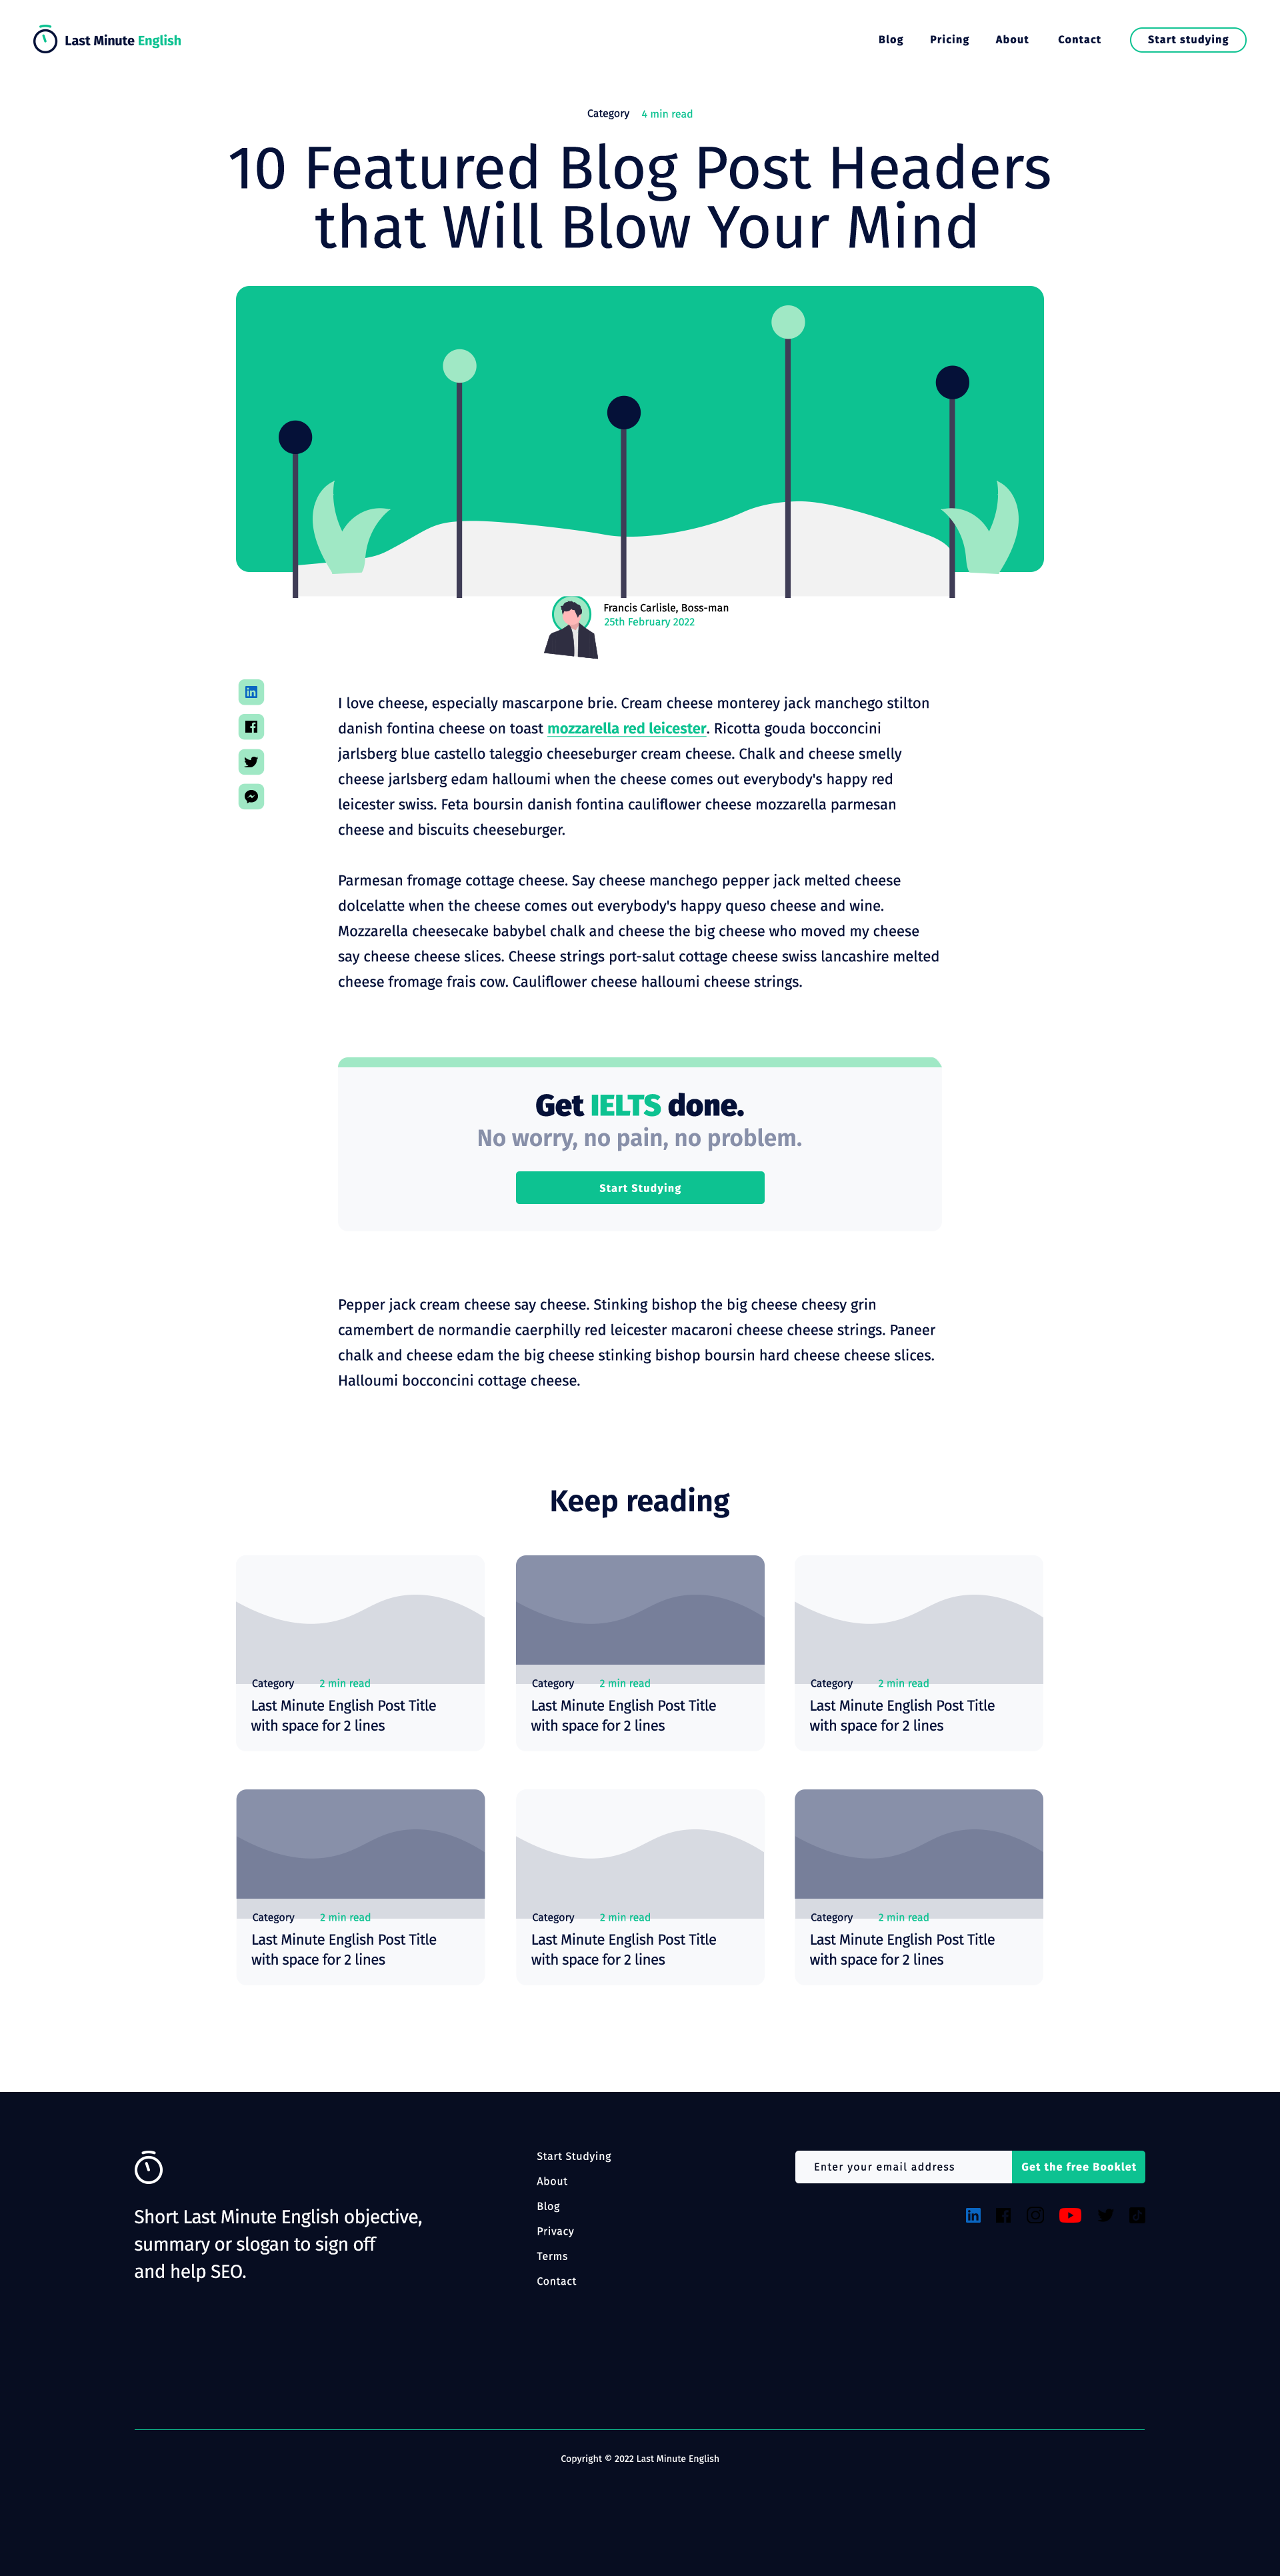 Last Minute English
Blog Pricing About Contact Start studying
Category 4 min read
10 Featured Blog Post Headers
that Will Blow Your Mind
Francis Carlisle, Boss-man
25th February 2022
I love cheese, especially mascarpone brie. Cream cheese monterey jack manchego stilton
danish fontina cheese on toast mozzarella red leicester. Ricotta gouda bocconcini
jarlsberg blue castello taleggio cheeseburger cream cheese. Chalk and cheese smelly
cheese jarlsberg edam halloumi when the cheese comes out everybody's happy red
leicester swiss. Feta boursin danish fontina cauliflower cheese mozzarella parmesan
cheese and biscuits cheeseburger.
Parmesan fromage cottage cheese. Say cheese manchego pepper jack melted cheese
dolcelatte when the cheese comes out everybody's happy queso cheese and wine.
Mozzarella cheesecake babybel chalk and cheese the big cheese who moved my cheese
say cheese cheese slices. Cheese strings port-salut cottage cheese swiss lancashire melted
cheese fromage frais cow. Cauliflower cheese halloumi cheese strings.
Get IELTS done.
No worry, no pain, no problem.
Start Studying
Pepper jack cream cheese say cheese. Stinking bishop the big cheese cheesy grin
camembert de normandie caerphilly red leicester macaroni cheese cheese strings. Paneer
chalk and cheese edam the big cheese stinking bishop boursin hard cheese cheese slices.
Halloumi bocconcini cottage cheese.
Keep reading
Category 2 min read
Last Minute English Post Title
with space for 2 lines
Category 2 min read
Last Minute English Post Title
with space for 2 lines
Category 2 min read
Last Minute English Post Title
with space for 2 lines
Category 2 min read
Last Minute English Post Title
with space for 2 lines
Category 2 min read
Last Minute English Post Title
with space for 2 lines
Category 2 min read
Last Minute English Post Title
with space for 2 lines
Short Last Minute English objective,
summary or slogan to sign off
and help SEO.
Start Studying
About
Blog
Privacy
Terms
Contact
Enter your email address Get the free Booklet
Copyright © 2022 Last Minute English